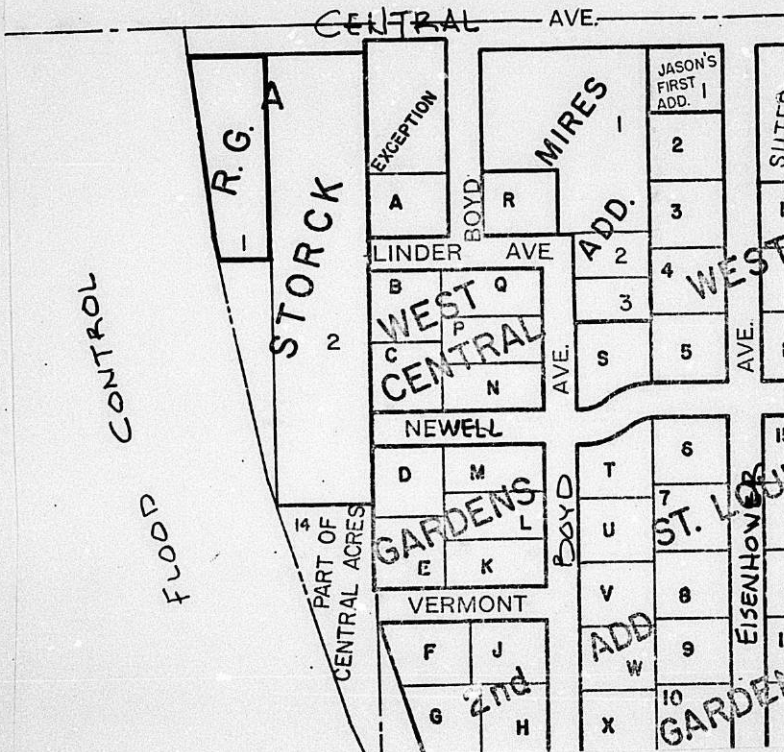 CENTRAL AVE.
A
R. G.
1
STORCK
2
EXCEPTION
A
BOYD
R
MIRES
1
ADD.
2
3
JASON'S
FIRST 1
ADD.
2
3
4
5
WEST
LINDER AVE
B
Q
WEST
P
CENTRAL
C
N
AVE.
S
AVE.
NEWELL
D
M
GARDENS
L
E
K
BOYD
T
U
V
ADD
W
X
6
7
ST. LOU
8
9
10
GARDEN
EISENHOWER
VERMONT
F
J
2nd
G
H
14
PART OF
CENTRAL ACRES
FLOOD CONTROL